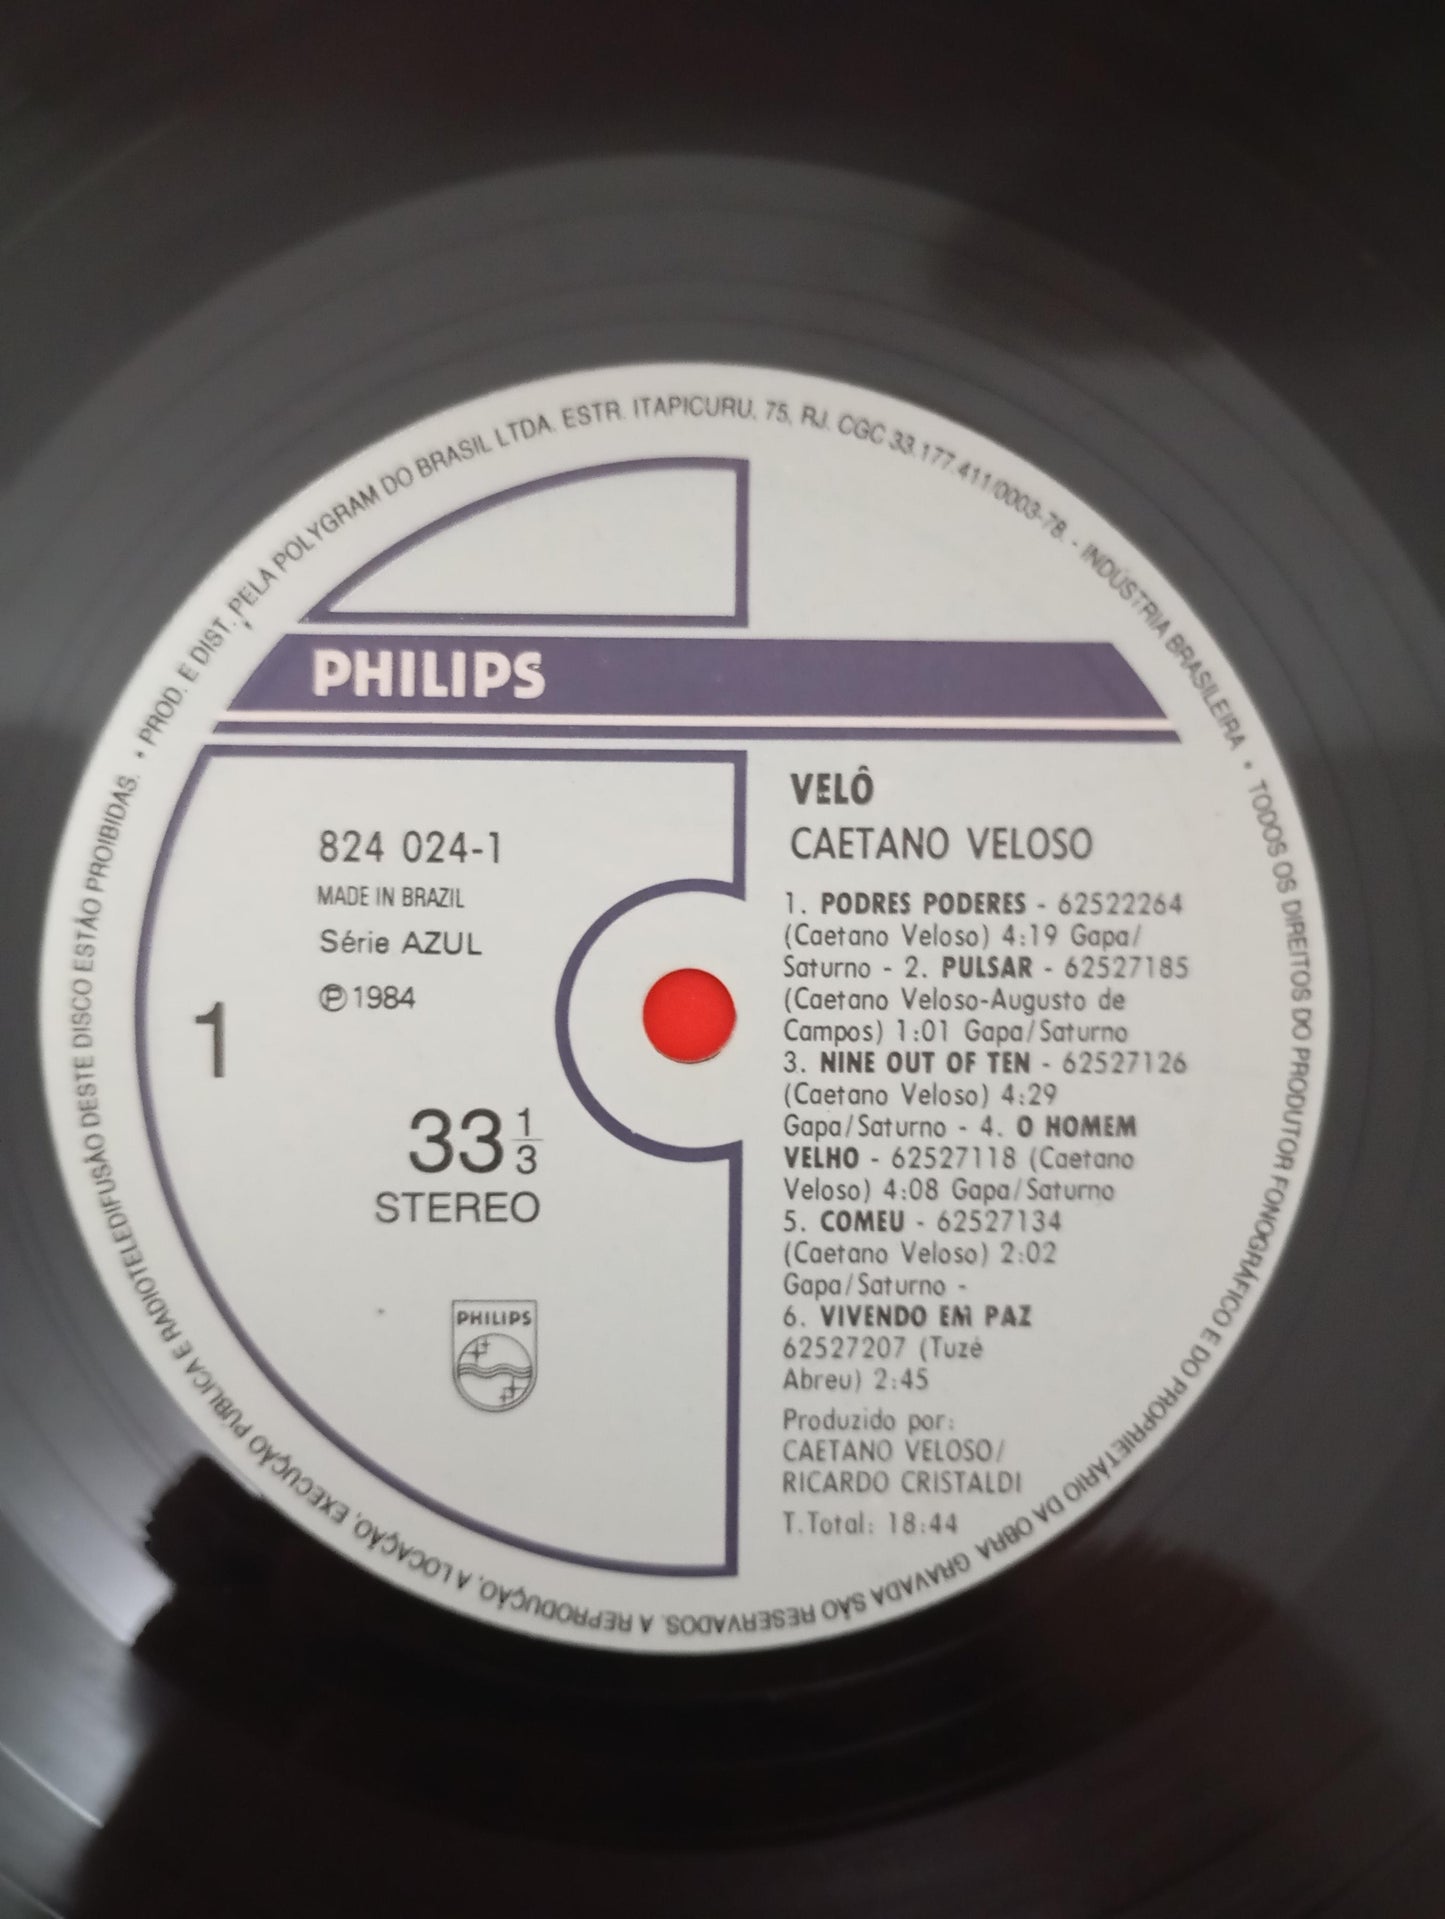 • PROD. E DIST. PELA POLYGRAM DO BRASIL LTDA. ESTR. ITAPICURU, 75, RJ. CGC 33.177.411/0003-78. - INDÚSTRIA BRASILEIRA • TODOS OS DIREITOS DO PRODUTOR FONOGRÁFICO E DO PROPRIETÁRIO DA OBRA GRAVADA SÃO RESERVADOS. A REPRODUÇÃO, A LOCAÇÃO, EXECUÇÃO PÚBLICA E RADIOTELEDIFUSÃO DESTE DISCO ESTÃO PROIBIDAS.
PHILIPS
824 024-1
MADE IN BRAZIL
Série AZUL
℗ 1984
1
33 1/3
STEREO
PHILIPS
VELÔ
CAETANO VELOSO
1. PODRES PODERES - 62522264
(Caetano Veloso) 4:19 Gapa/
Saturno - 2. PULSAR - 62527185
(Caetano Veloso-Augusto de
Campos) 1:01 Gapa/Saturno
3. NINE OUT OF TEN - 62527126
(Caetano Veloso) 4:29
Gapa/Saturno - 4. O HOMEM
VELHO - 62527118 (Caetano
Veloso) 4:08 Gapa/Saturno
5. COMEU - 62527134
(Caetano Veloso) 2:02
Gapa/Saturno -
6. VIVENDO EM PAZ
62527207 (Tuzé
Abreu) 2:45
Produzido por:
CAETANO VELOSO/
RICARDO CRISTALDI
T.Total: 18:44